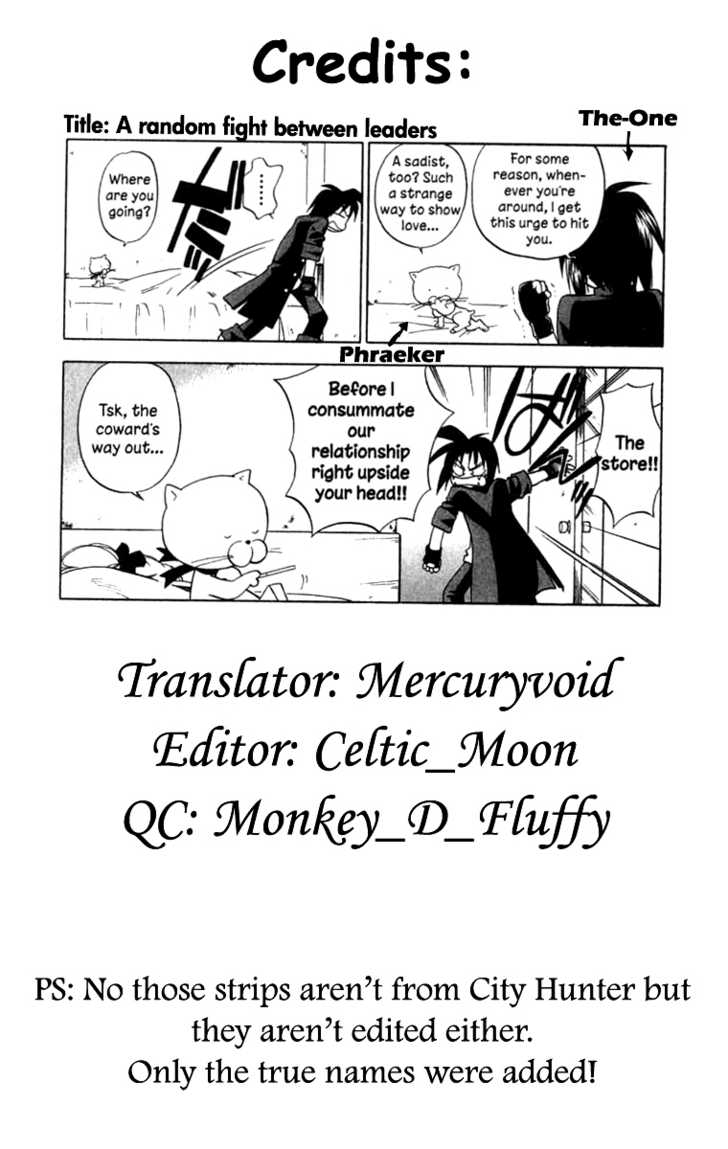 Credits:
Title: A random fight between leaders
The-One
Where
are you
going?
A sadist,
too? Such
a strange
way to show
love...
For some
reason, when-
ever you're
around, I get
this urge to hit
you.
Phraeker
Tsk, the
coward's
way out...
Before I
consummate
our
relationship
right upside
your head!!
The
store!!
Translator: Mercuryvoid
Editor: Celtic_Moon
QC: Monkey_D_Fluffy
PS: No those strips aren't from City Hunter but
they aren't edited either.
Only the true names were added!